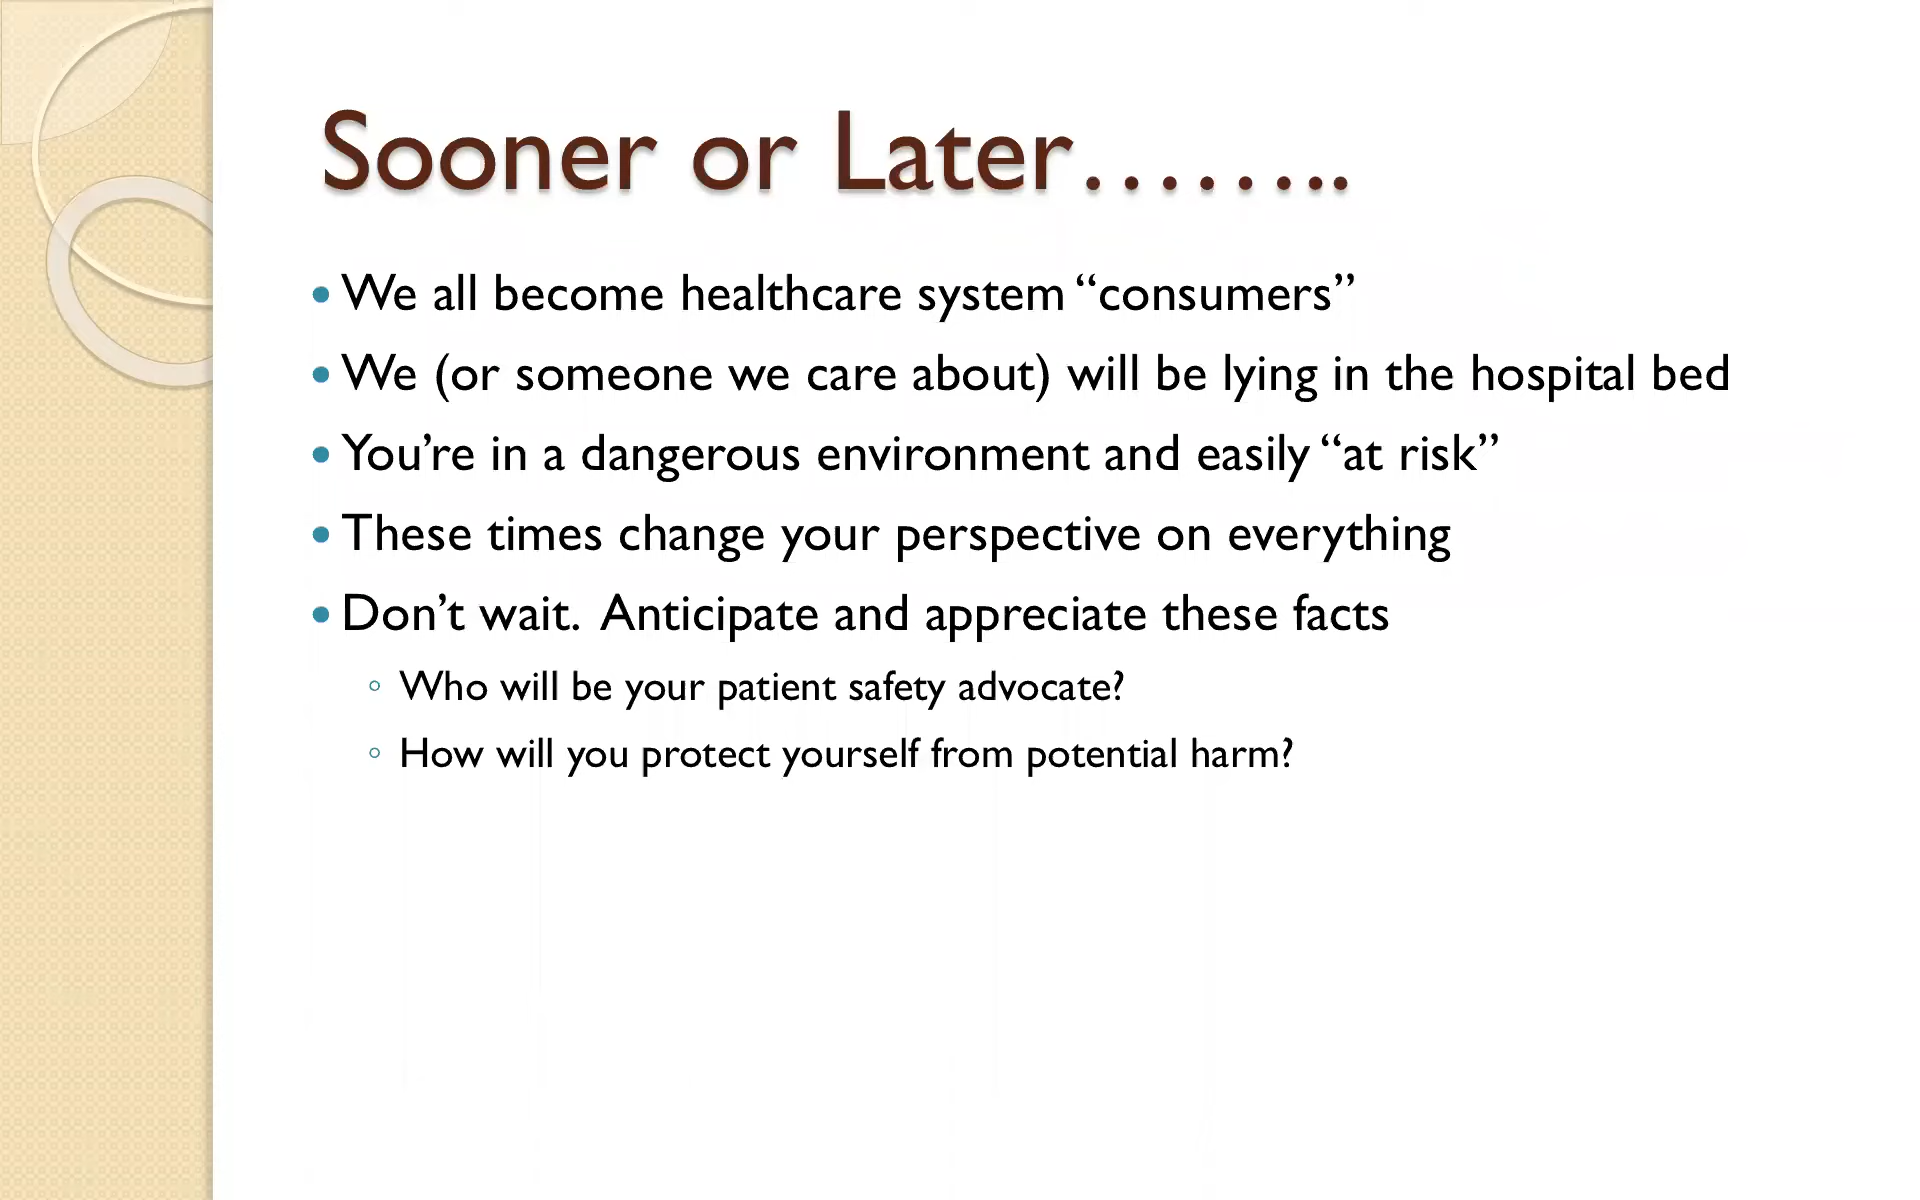 Sooner or Later……..
• We all become healthcare system “consumers”
• We (or someone we care about) will be lying in the hospital bed
• You’re in a dangerous environment and easily “at risk”
• These times change your perspective on everything
• Don’t wait.  Anticipate and appreciate these facts
◦ Who will be your patient safety advocate?
◦ How will you protect yourself from potential harm?